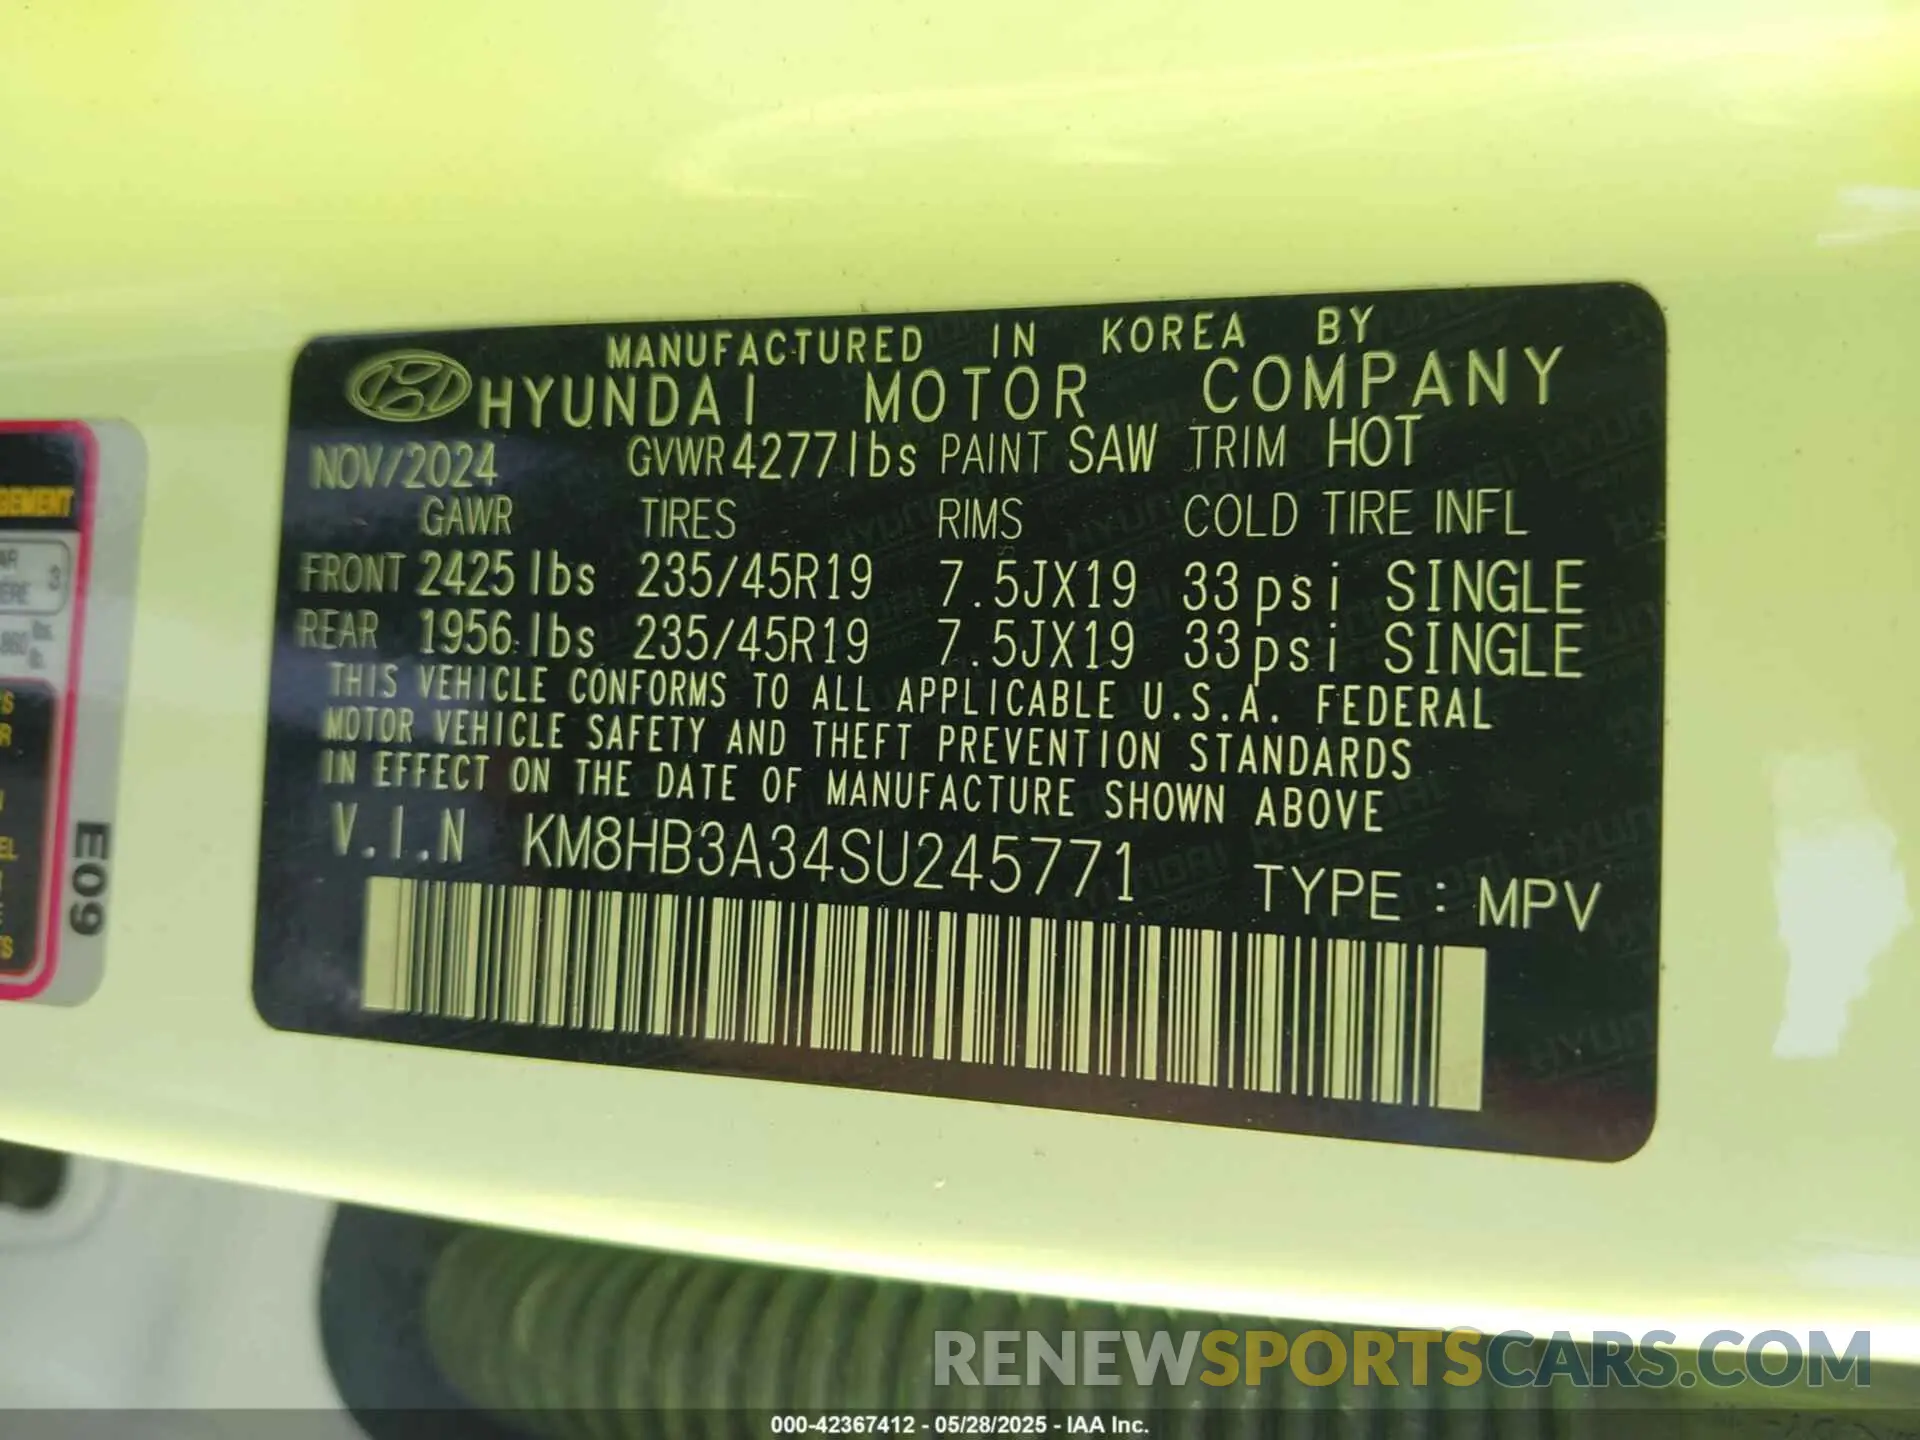 MANUFACTURED IN KOREA BY
HYUNDAI MOTOR COMPANY
NOV/2024 GVWR 4277lbs PAINT SAW TRIM HOT
GAWR TIRES RIMS COLD TIRE INFL
FRONT 2425lbs 235/45R19 7.5JX19 33psi SINGLE
REAR 1956lbs 235/45R19 7.5JX19 33psi SINGLE
THIS VEHICLE CONFORMS TO ALL APPLICABLE U.S.A. FEDERAL
MOTOR VEHICLE SAFETY AND THEFT PREVENTION STANDARDS
IN EFFECT ON THE DATE OF MANUFACTURE SHOWN ABOVE
V.I.N KM8HB3A34SU245771 TYPE : MPV
E09
3
RENEWSPORTSCARS.COM
000-42367412 - 05/28/2025 - IAA Inc.